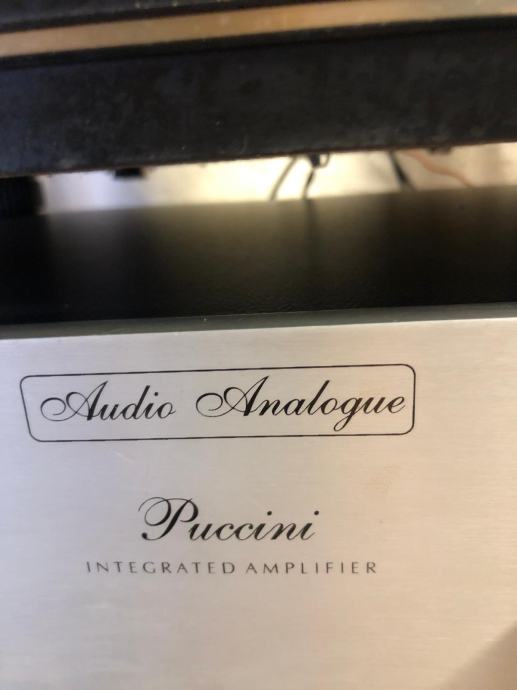 Audio Analogue
Puccini
INTEGRATED AMPLIFIER